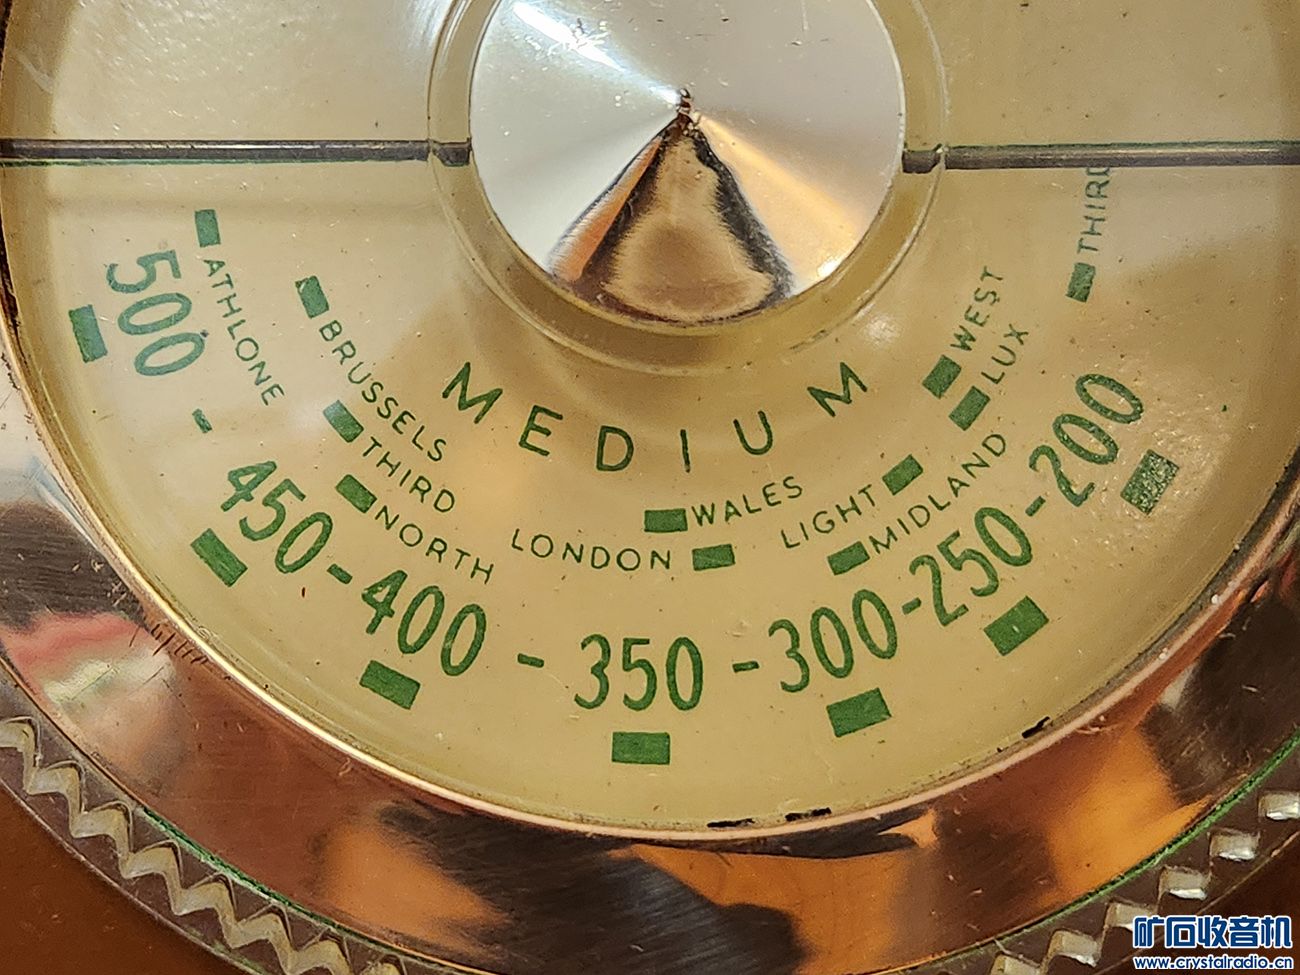 THIRD
ATHLONE
BRUSSELS
THIRD
NORTH
LONDON
WALES
LIGHT
MIDLAND
WEST
LUX
MEDIUM
500 - 450 - 400 - 350 - 300 - 250 - 200
矿石收音机
www.crystalradio.cn